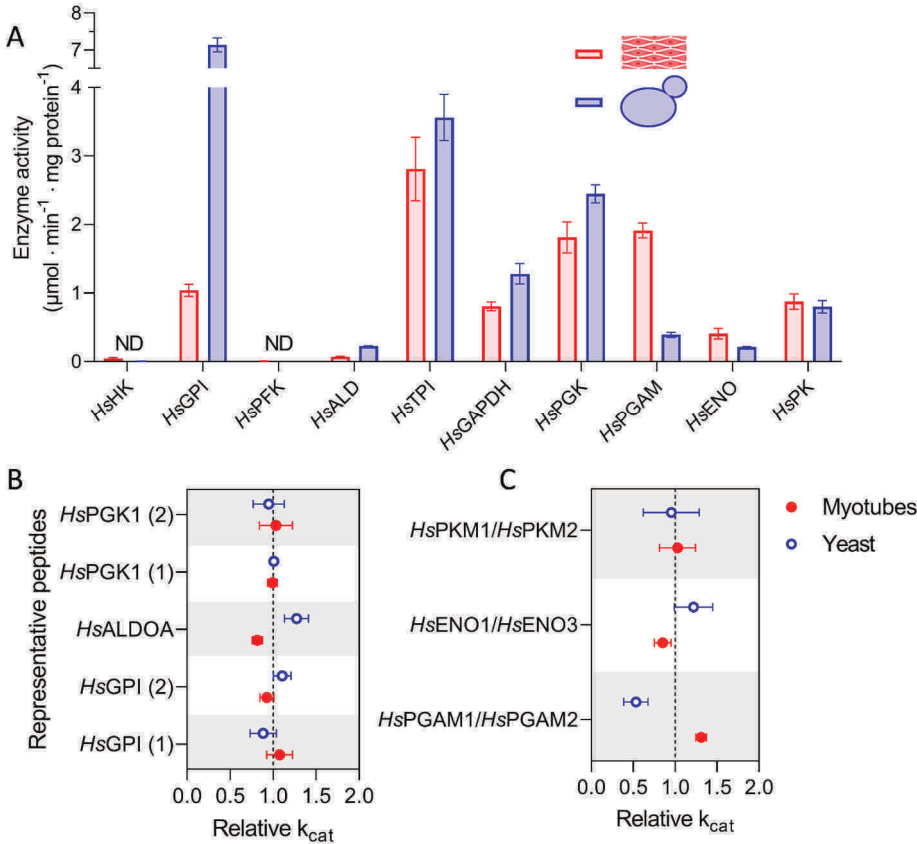 A
Enzyme activity
(µmol · min⁻¹ · mg protein⁻¹)
8
7
6
4
3
2
1
0
ND
ND
HsHK
HsGPI
HsPFK
HsALD
HsTPI
HsGAPDH
HsPGK
HsPGAM
HsENO
HsPK
B
Representative peptides
HsPGK1 (2)
HsPGK1 (1)
HsALDOA
HsGPI (2)
HsGPI (1)
0.0 0.5 1.0 1.5 2.0
Relative kcat
C
HsPKM1/HsPKM2
HsENO1/HsENO3
HsPGAM1/HsPGAM2
0.0 0.5 1.0 1.5 2.0
Relative kcat
Myotubes
Yeast